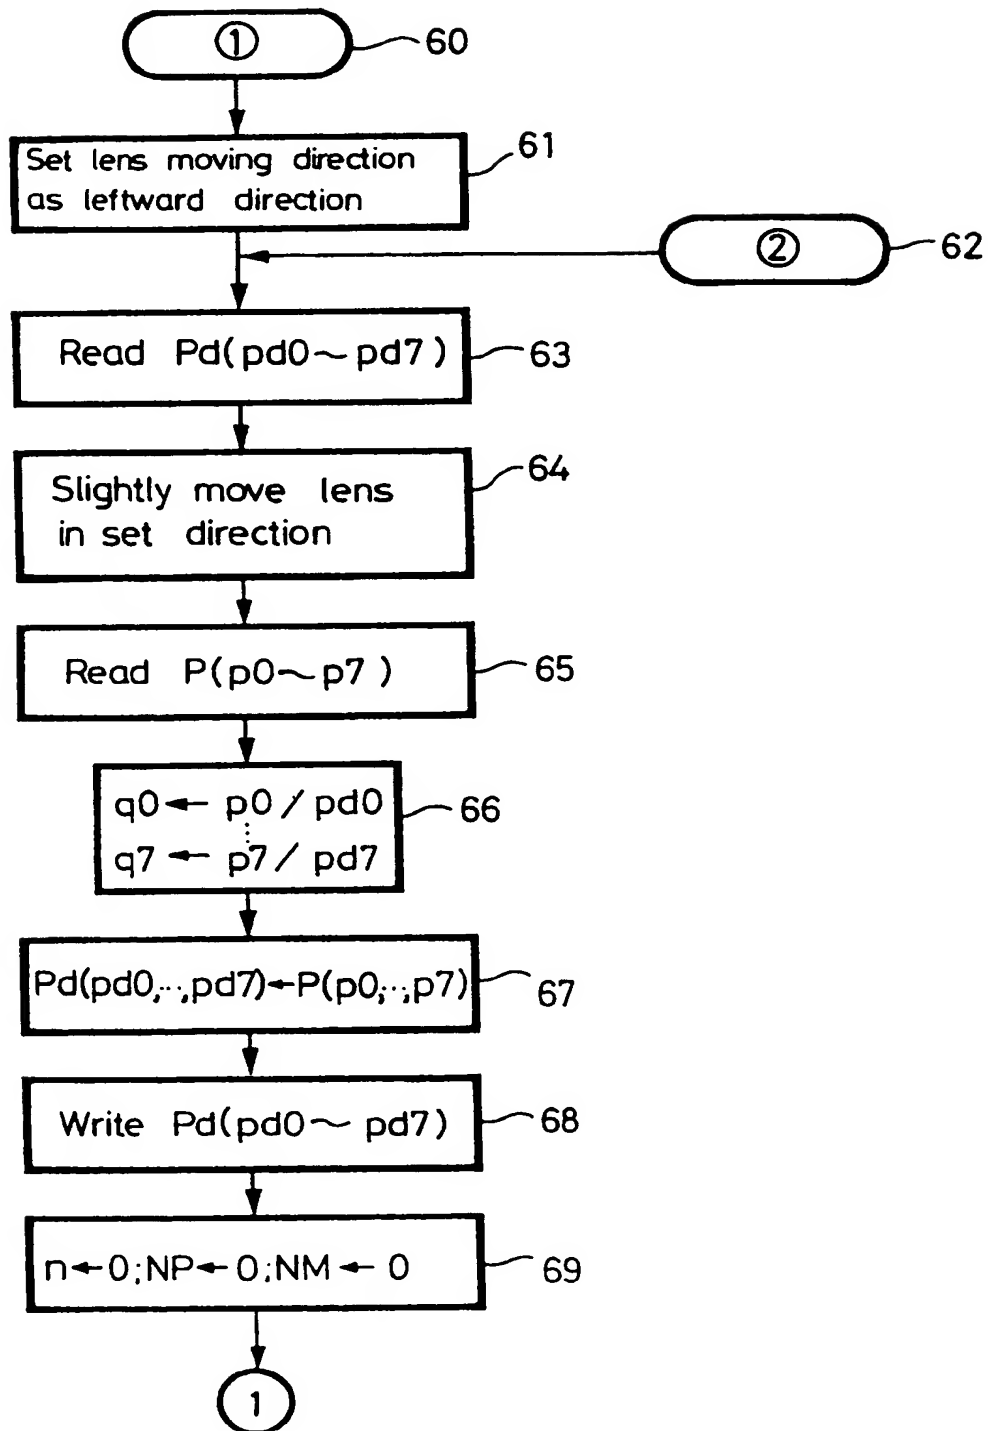 ① 60
Set lens moving direction 61
as leftward direction
② 62
Read Pd(pd0~pd7) 63
Slightly move lens 64
in set direction
Read P(p0~p7) 65
q0← p0/pd0 66
⋮
q7← p7/pd7
Pd(pd0,··,pd7)←P(p0,··,p7) 67
Write Pd(pd0~pd7) 68
n←0;NP←0;NM←0 69
1